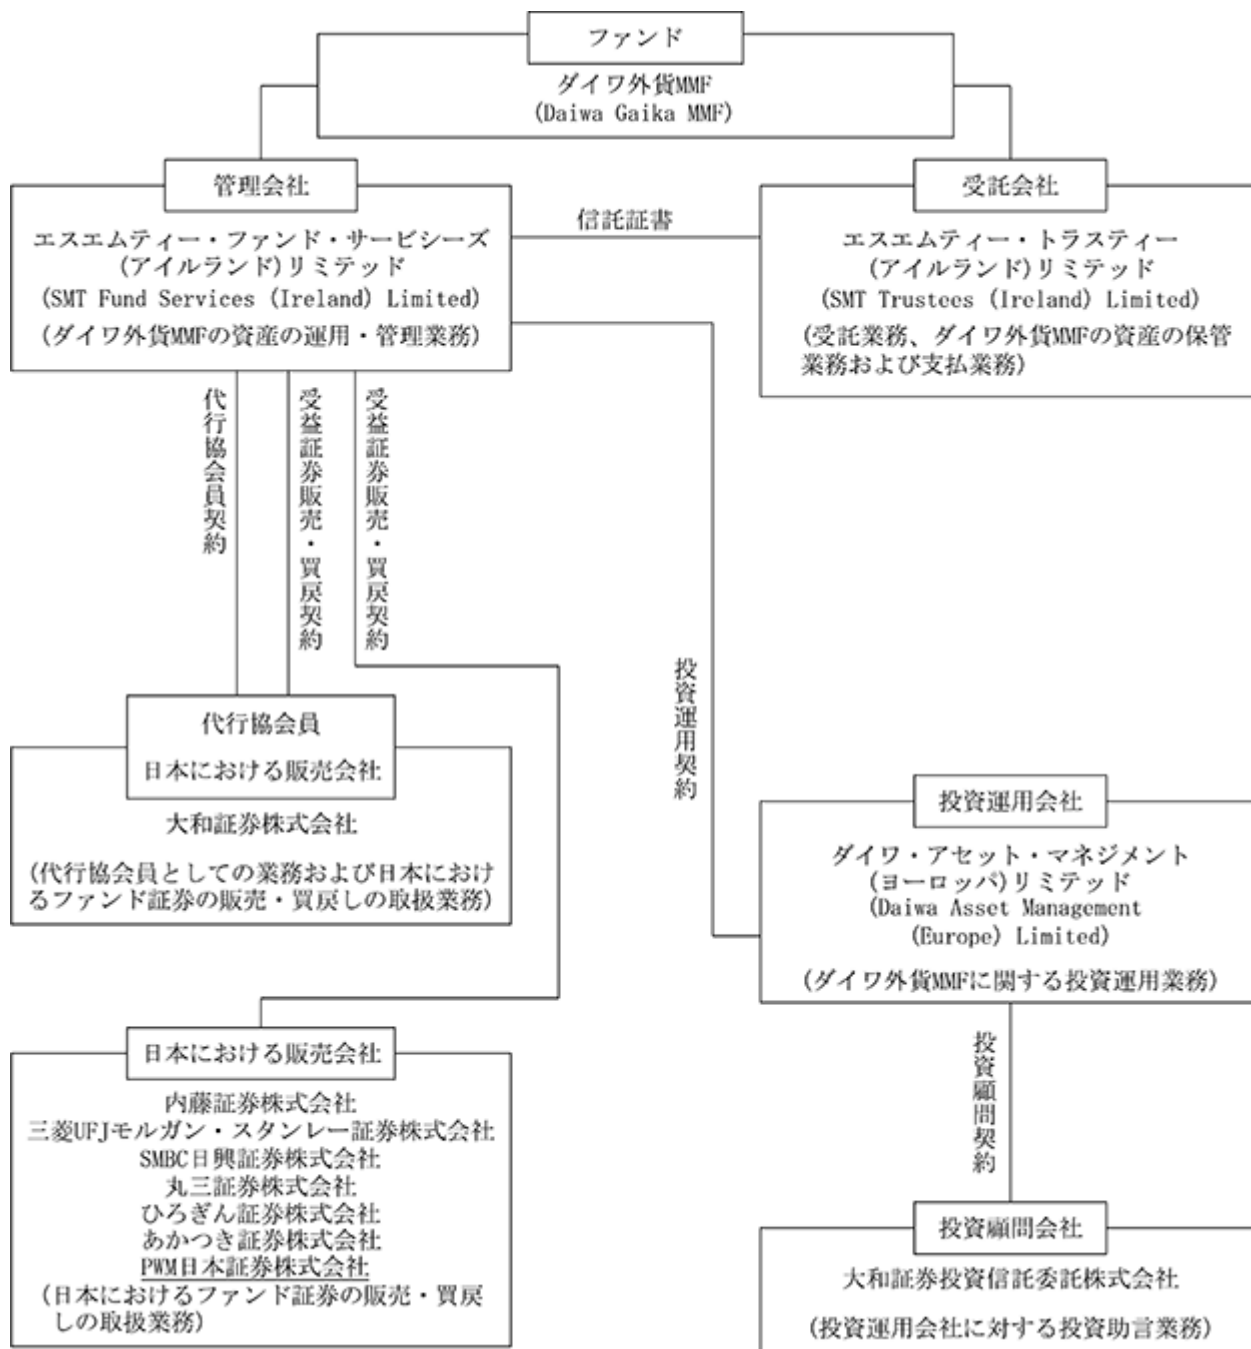 ファンド
ダイワ外貨MMF
(Daiwa Gaika MMF)
管理会社
エスエムティー・ファンド・サービシーズ
(アイルランド)リミテッド
(SMT Fund Services (Ireland) Limited)
(ダイワ外貨MMFの資産の運用・管理業務)
信託証書
受託会社
エスエムティー・トラスティー
(アイルランド)リミテッド
(SMT Trustees (Ireland) Limited)
(受託業務、ダイワ外貨MMFの資産の保管
業務および支払業務)
代行協会員契約
受益証券販売・買戻契約
受益証券販売・買戻契約
投資運用契約
代行協会員
日本における販売会社
大和証券株式会社
(代行協会員としての業務および日本におけ
るファンド証券の販売・買戻しの取扱業務)
投資運用会社
ダイワ・アセット・マネジメント
(ヨーロッパ)リミテッド
(Daiwa Asset Management
(Europe) Limited)
(ダイワ外貨MMFに関する投資運用業務)
日本における販売会社
内藤証券株式会社
三菱UFJモルガン・スタンレー証券株式会社
SMBC日興証券株式会社
丸三証券株式会社
ひろぎん証券株式会社
あかつき証券株式会社
PWM日本証券株式会社
(日本におけるファンド証券の販売・買戻
しの取扱業務)
投資顧問契約
投資顧問会社
大和証券投資信託委託株式会社
(投資運用会社に対する投資助言業務)